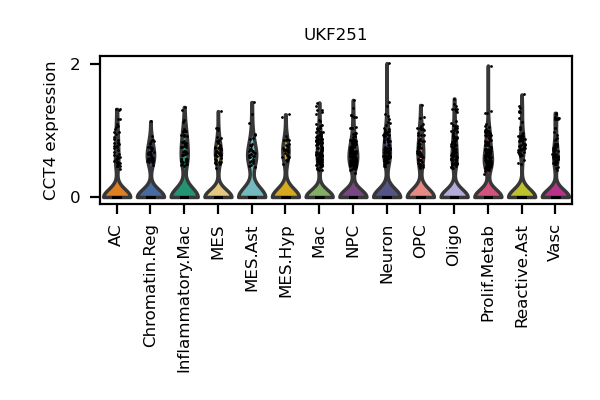 UKF251
CCT4 expression
2
0
AC
Chromatin.Reg
Inflammatory.Mac
MES
MES.Ast
MES.Hyp
Mac
NPC
Neuron
OPC
Oligo
Prolif.Metab
Reactive.Ast
Vasc